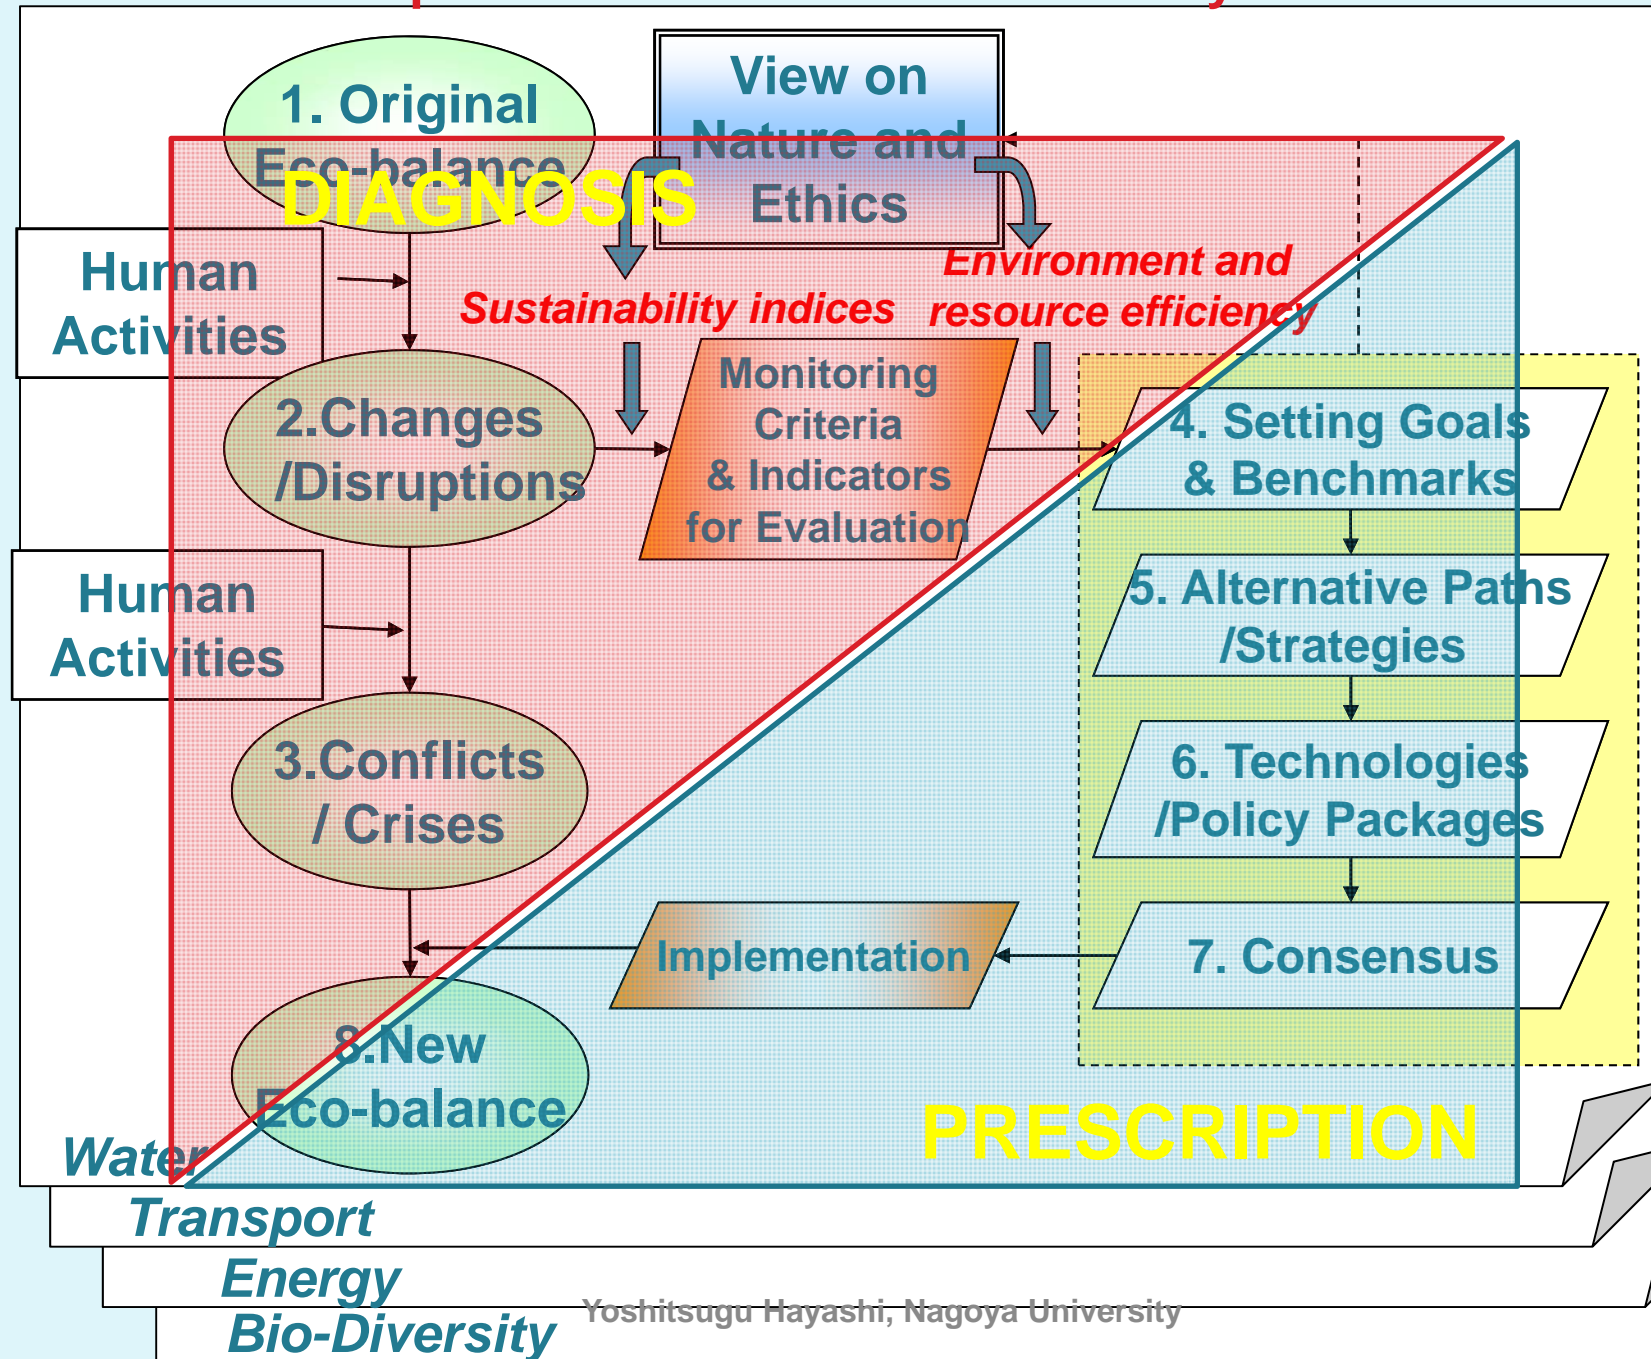 1. Original
Eco-balance
View on
Nature and
Ethics
DIAGNOSIS
Human
Activities
Sustainability indices
Environment and
resource efficiency
2.Changes
/Disruptions
Monitoring
Criteria
& Indicators
for Evaluation
4. Setting Goals
& Benchmarks
Human
Activities
5. Alternative Paths
/Strategies
3.Conflicts
/ Crises
6. Technologies
/Policy Packages
Implementation
7. Consensus
8.New
Eco-balance
PRESCRIPTION
Water
Transport
Energy
Bio-Diversity
Yoshitsugu Hayashi, Nagoya University